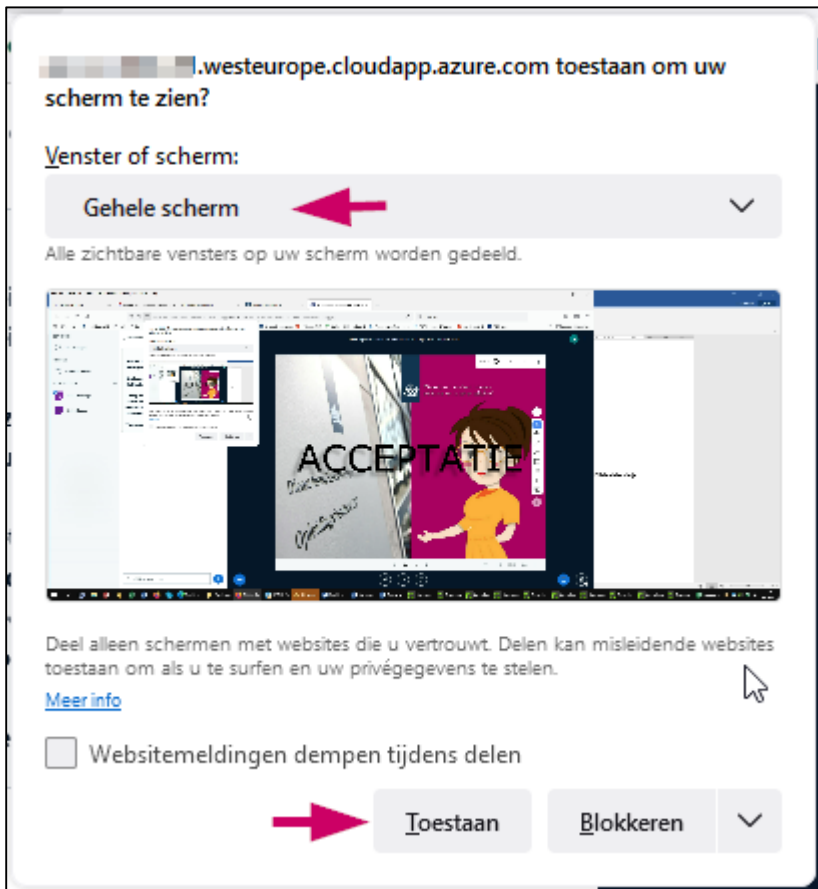 .westeurope.cloudapp.azure.com toestaan om uw
scherm te zien?
Venster of scherm:
Gehele scherm
Alle zichtbare vensters op uw scherm worden gedeeld.
ACCEPTATIE
Deel alleen schermen met websites die u vertrouwt. Delen kan misleidende websites
toestaan om als u te surfen en uw privégegevens te stelen.
Meer info
Websitemeldingen dempen tijdens delen
Toestaan
Blokkeren